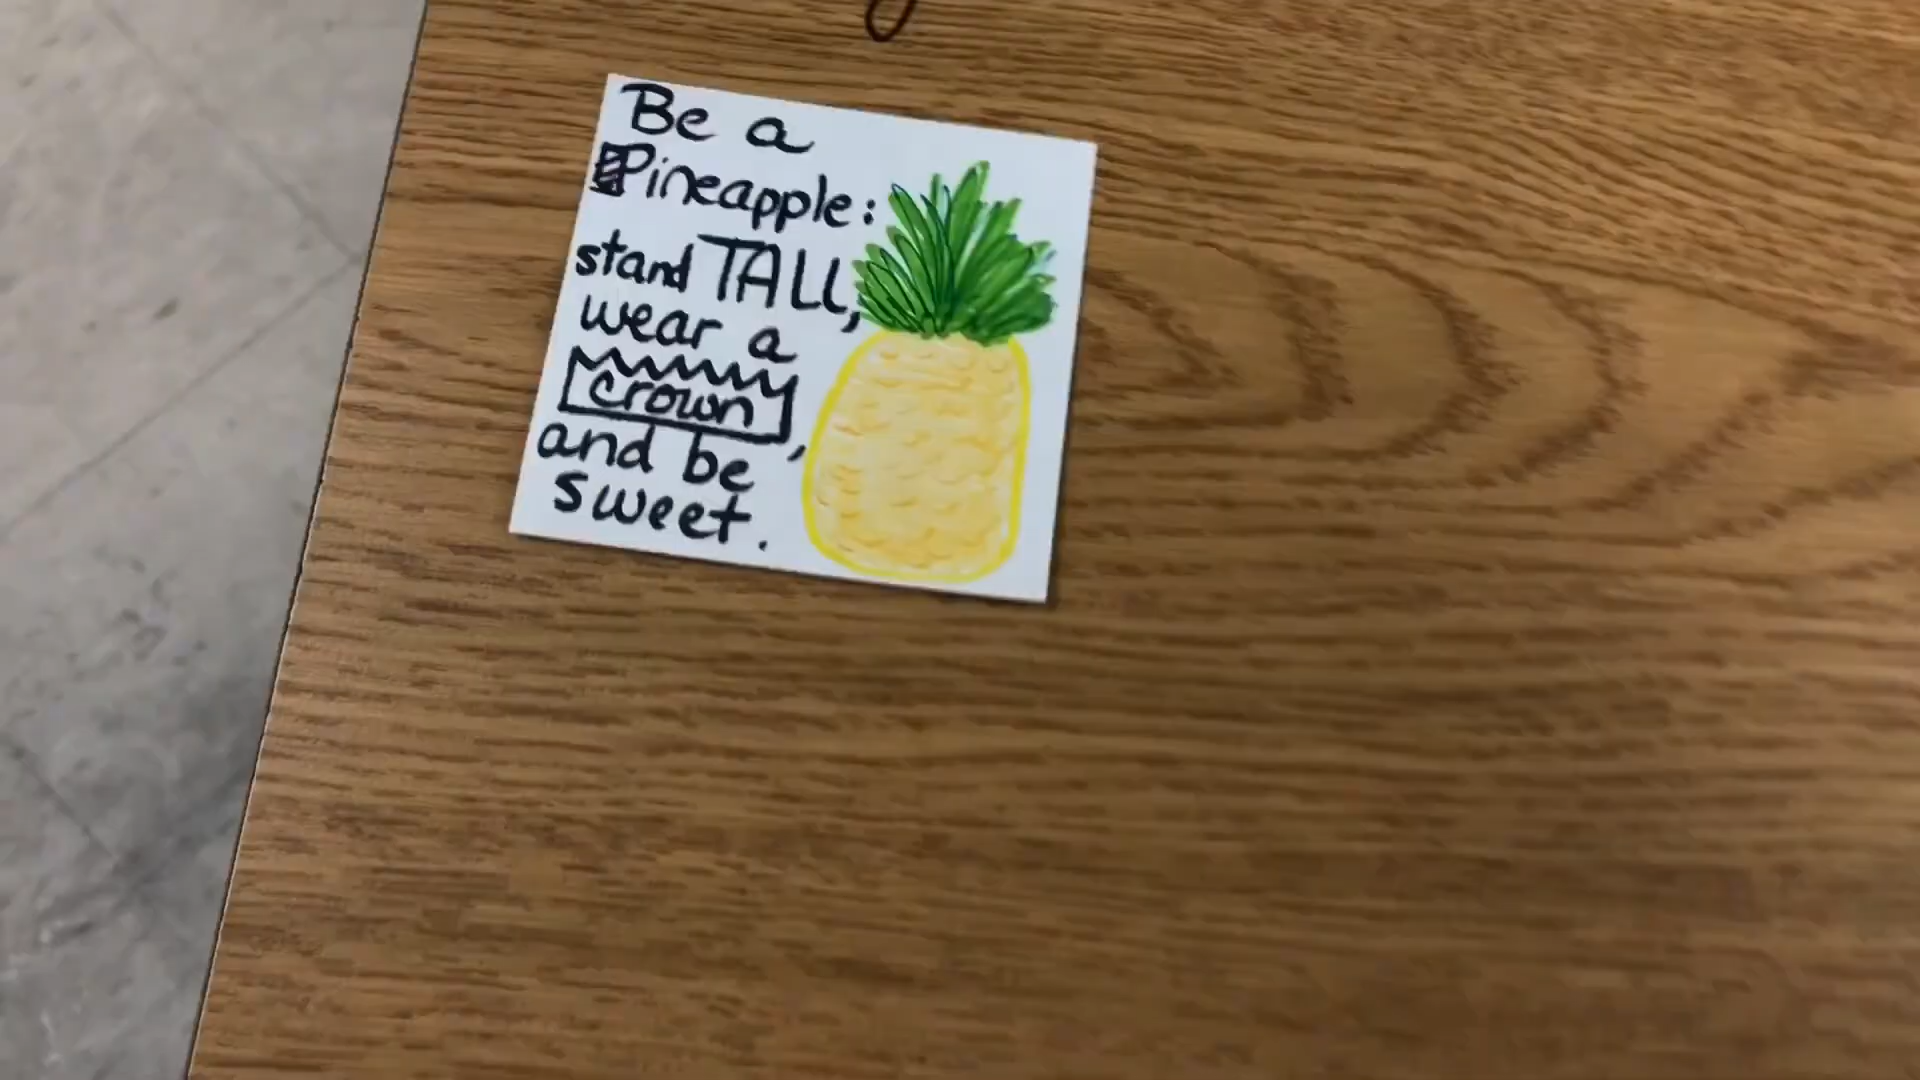 Be a
Pineapple:
stand TALL,
wear a
crown,
and be
sweet.